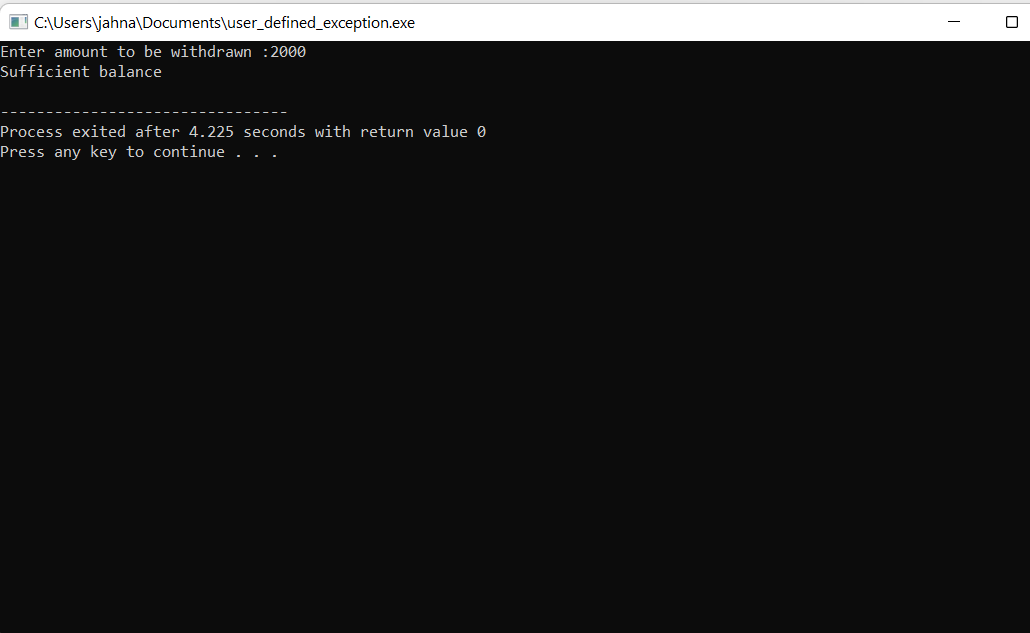 C:\Users\jahna\Documents\user_defined_exception.exe
Enter amount to be withdrawn :2000
Sufficient balance
--------------------------------
Process exited after 4.225 seconds with return value 0
Press any key to continue . . .